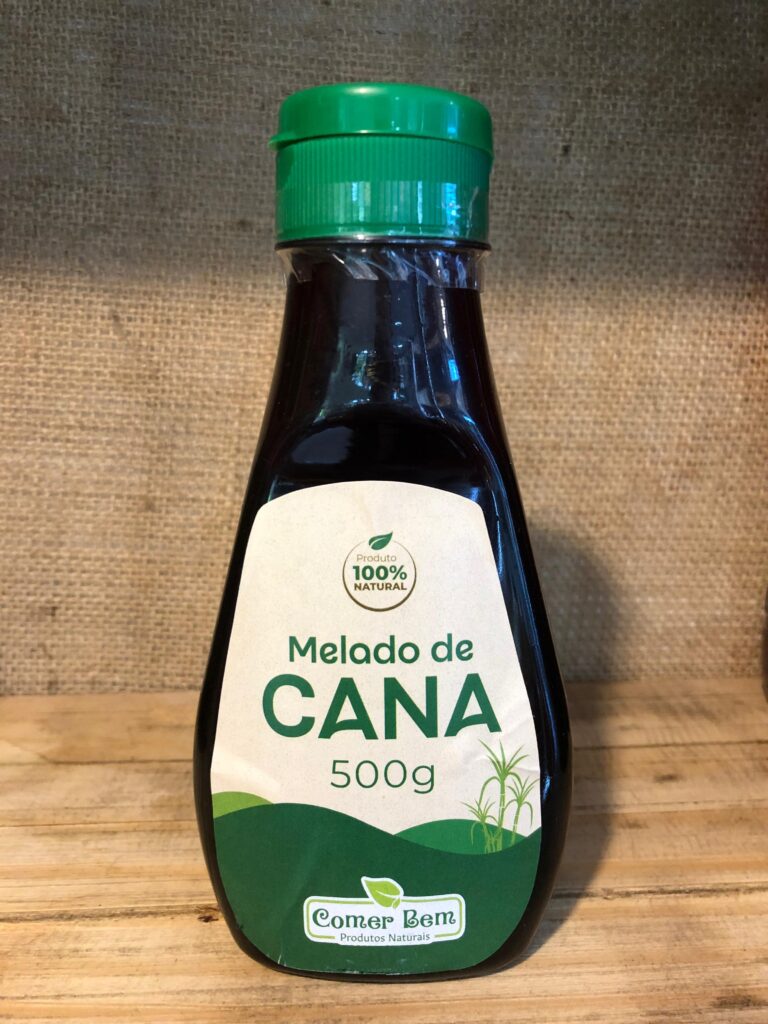 Produto
100%
NATURAL
Melado de
CANA
500g
Comer Bem
Produtos Naturais